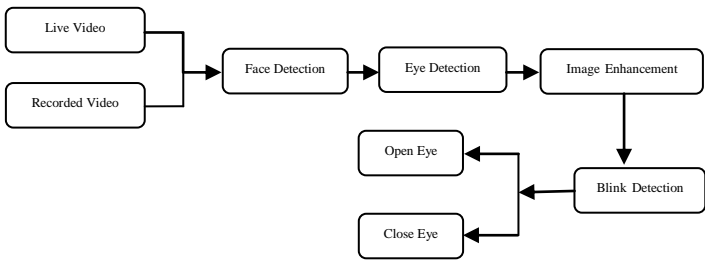 Live Video
Recorded Video
Face Detection
Eye Detection
Image Enhancement
Blink Detection
Open Eye
Close Eye